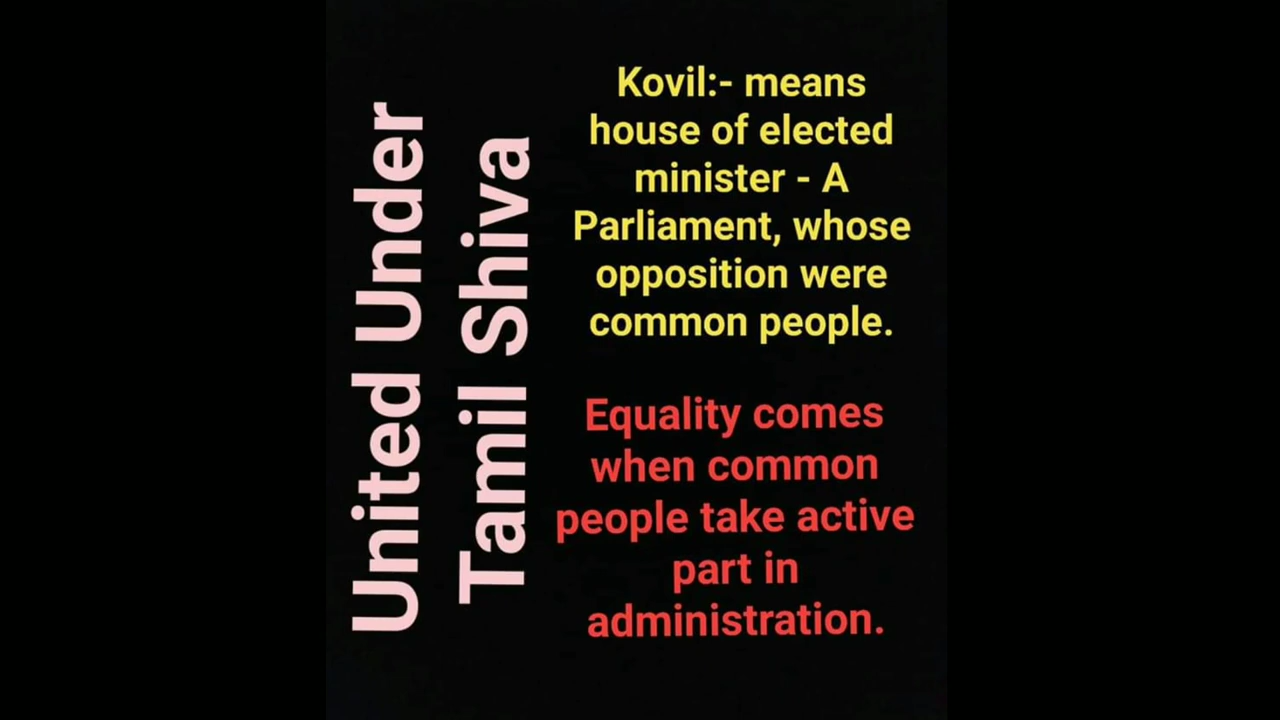 United Under
Tamil Shiva
Kovil:- means
house of elected
minister - A
Parliament, whose
opposition were
common people.
Equality comes
when common
people take active
part in
administration.